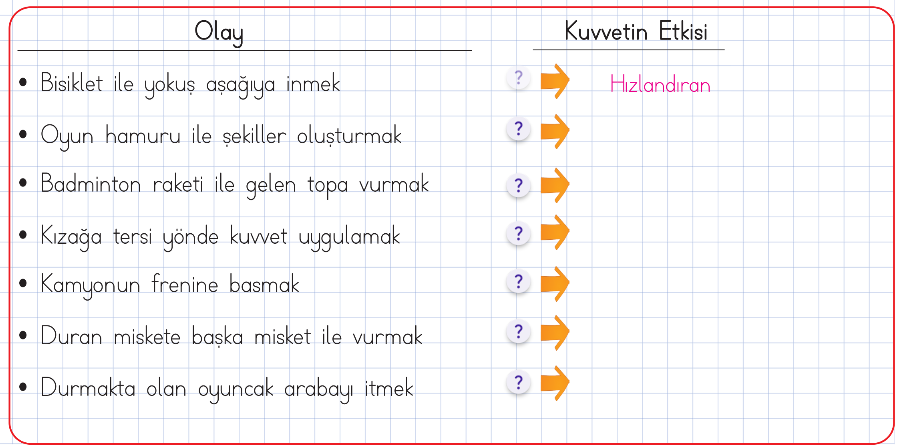 Olay Kuvvetin Etkisi
• Bisiklet ile yokuş aşağıya inmek ? Hızlandıran
• Oyun hamuru ile şekiller oluşturmak ?
• Badminton raketi ile gelen topa vurmak ?
• Kızağa tersi yönde kuvvet uygulamak ?
• Kamyonun frenine basmak ?
• Duran miskete başka misket ile vurmak ?
• Durmakta olan oyuncak arabayı itmek ?